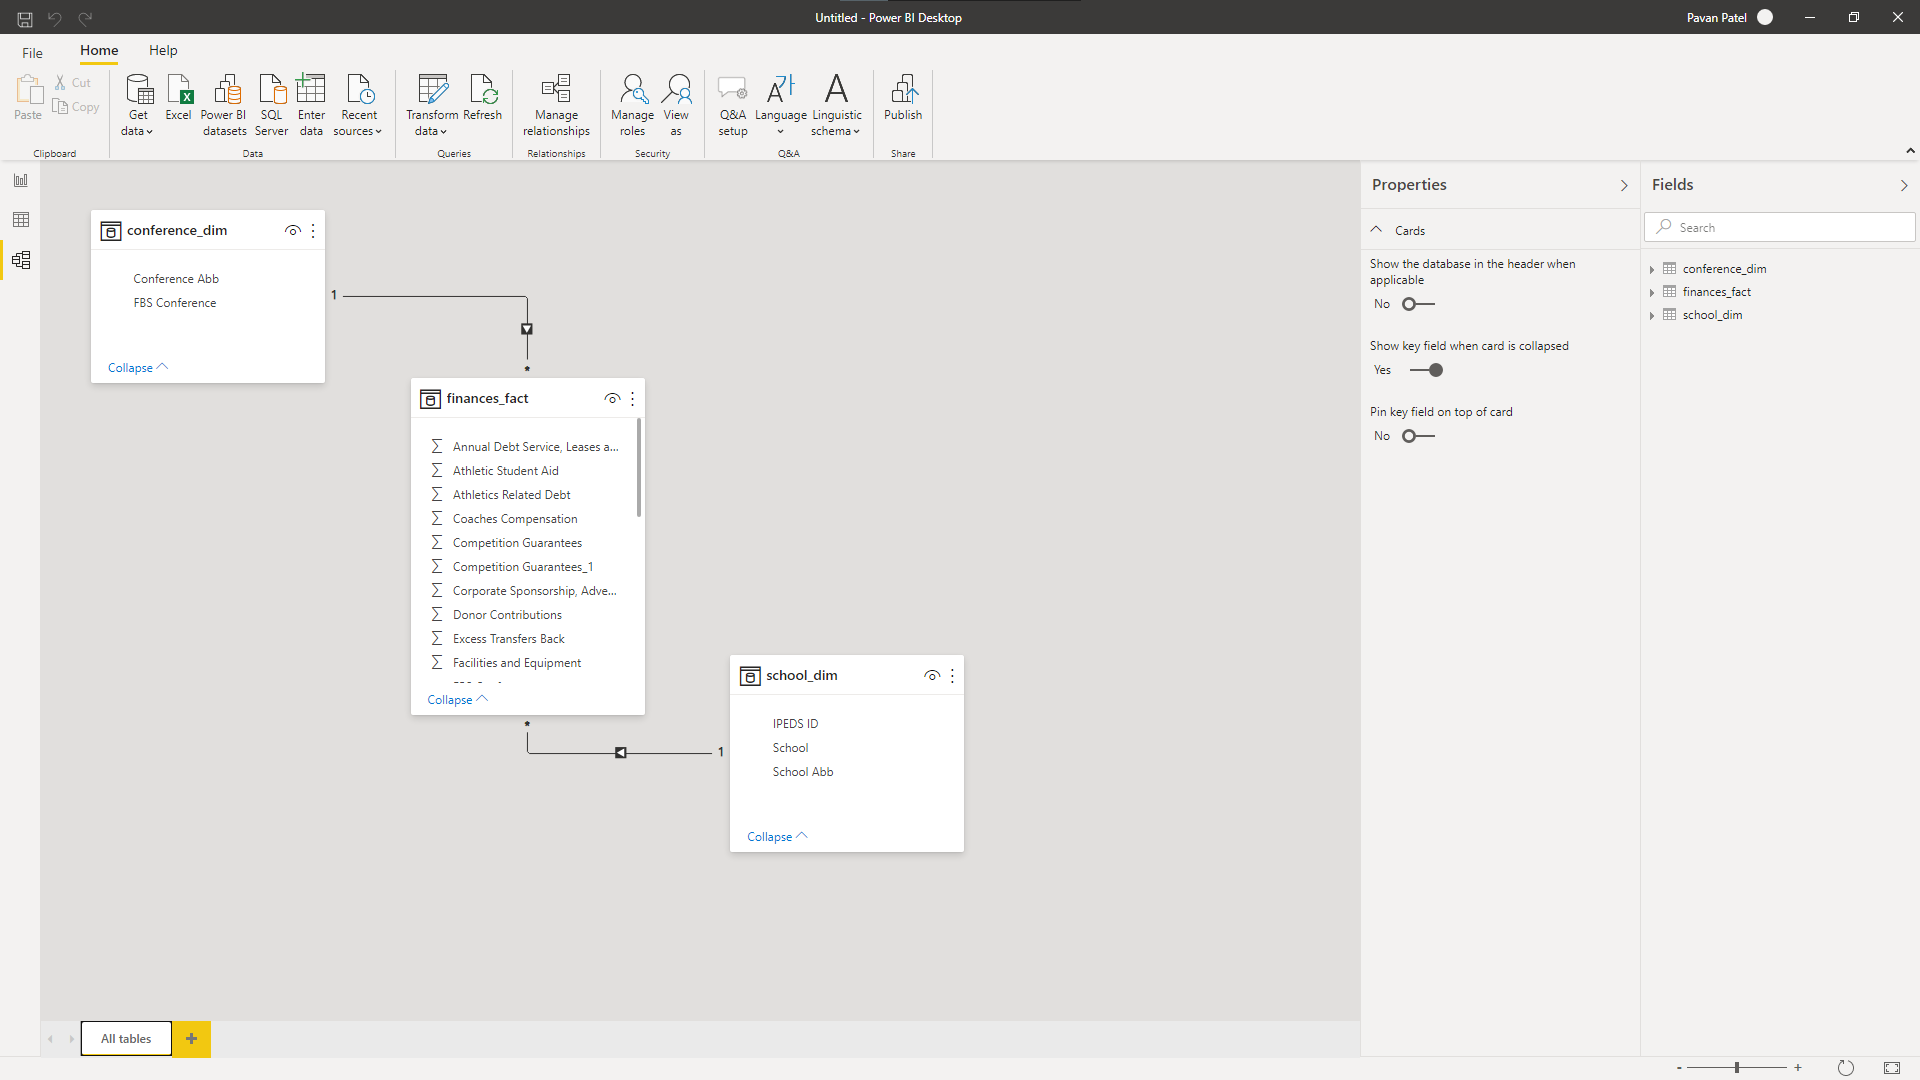 Untitled - Power BI Desktop
Pavan Patel
File
Home
Help
Paste
Cut
Copy
Get data
Excel
Power BI datasets
SQL Server
Enter data
Recent sources
Transform data
Refresh
Manage relationships
Manage roles
View as
Q&A setup
Language
Linguistic schema
Publish
Clipboard
Data
Queries
Relationships
Security
Q&A
Share
conference_dim
Conference Abb
FBS Conference
Collapse
1
*
finances_fact
Annual Debt Service, Leases a...
Athletic Student Aid
Athletics Related Debt
Coaches Compensation
Competition Guarantees
Competition Guarantees_1
Corporate Sponsorship, Adve...
Donor Contributions
Excess Transfers Back
Facilities and Equipment
Collapse
*
1
school_dim
IPEDS ID
School
School Abb
Collapse
Properties
Cards
Show the database in the header when
applicable
No
Show key field when card is collapsed
Yes
Pin key field on top of card
No
Fields
Search
conference_dim
finances_fact
school_dim
All tables
+
- +